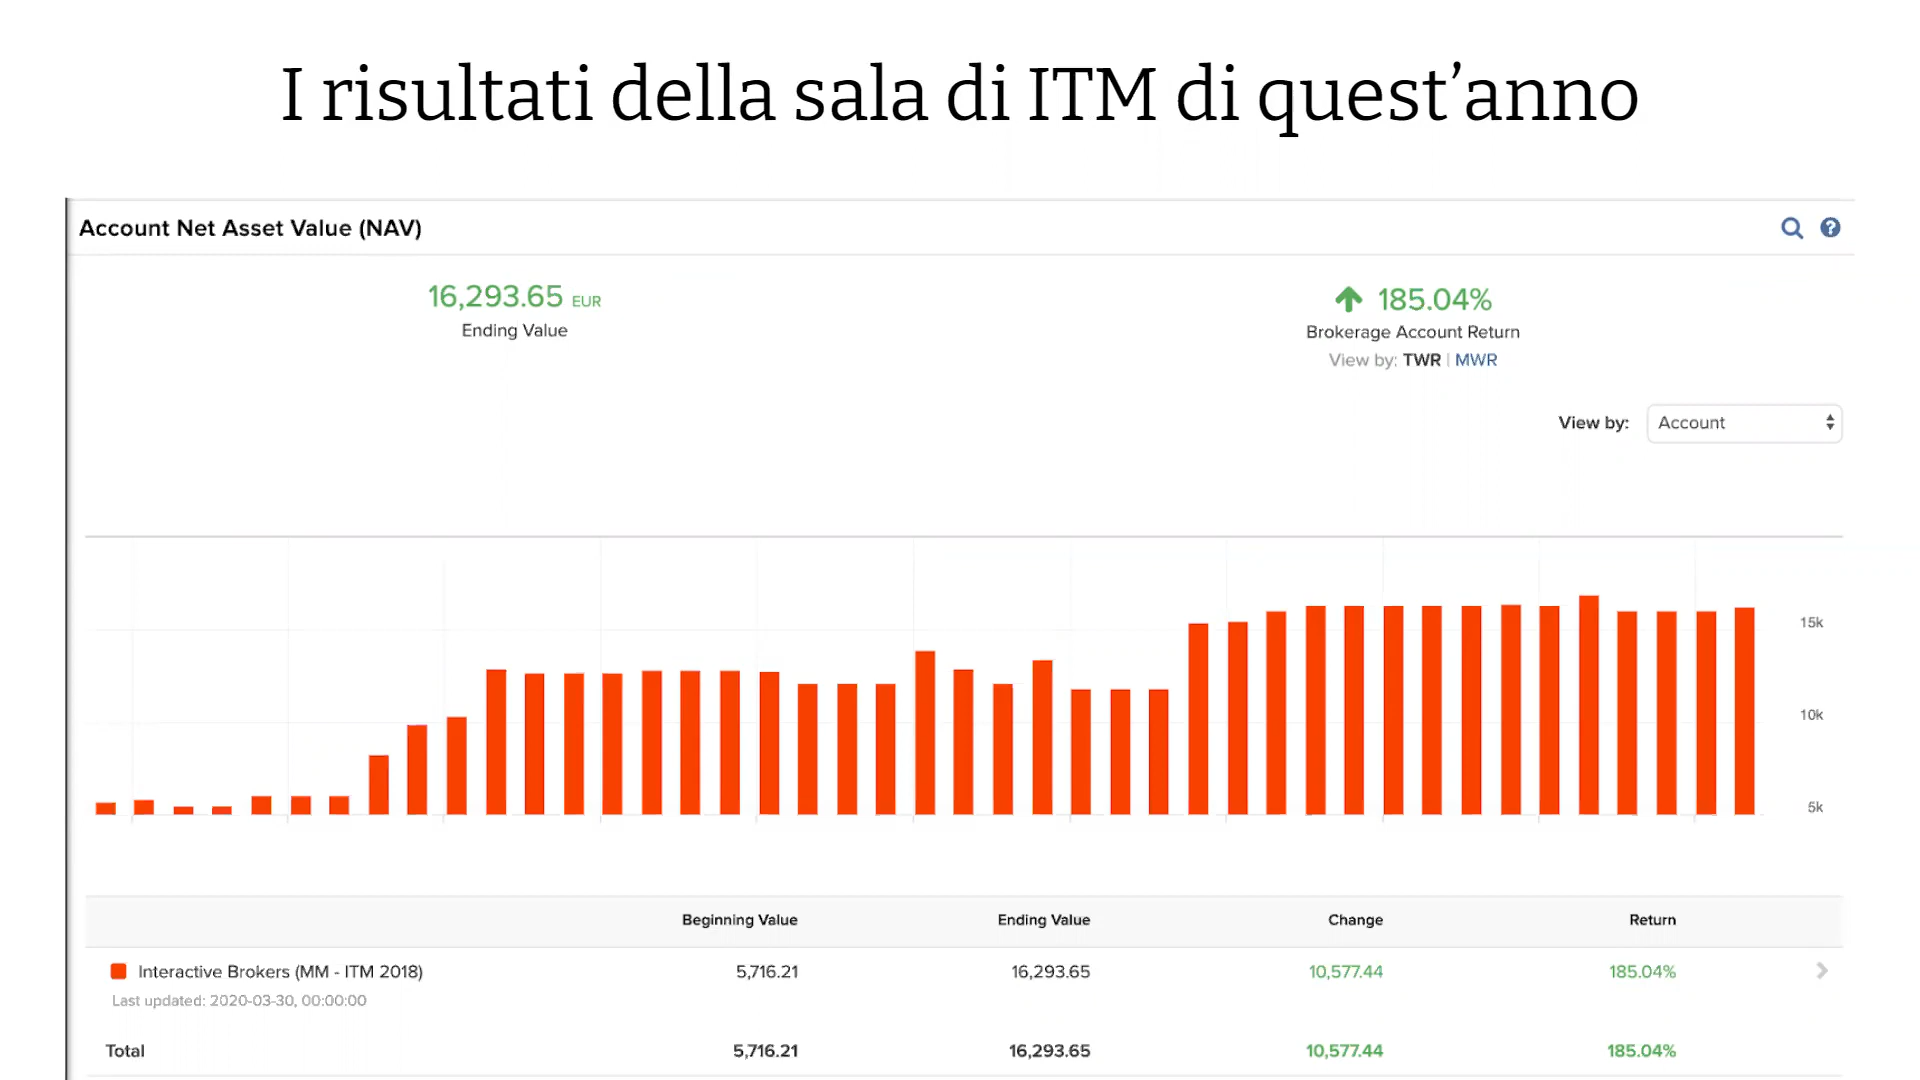 I risultati della sala di ITM di quest’anno
Account Net Asset Value (NAV)
16,293.65 EUR
Ending Value
185.04%
Brokerage Account Return
View by: TWR | MWR
View by: Account
15k
10k
5k
Beginning Value Ending Value Change Return
Interactive Brokers (MM - ITM 2018) 5,716.21 16,293.65 10,577.44 185.04%
Last updated: 2020-03-30, 00:00:00
Total 5,716.21 16,293.65 10,577.44 185.04%